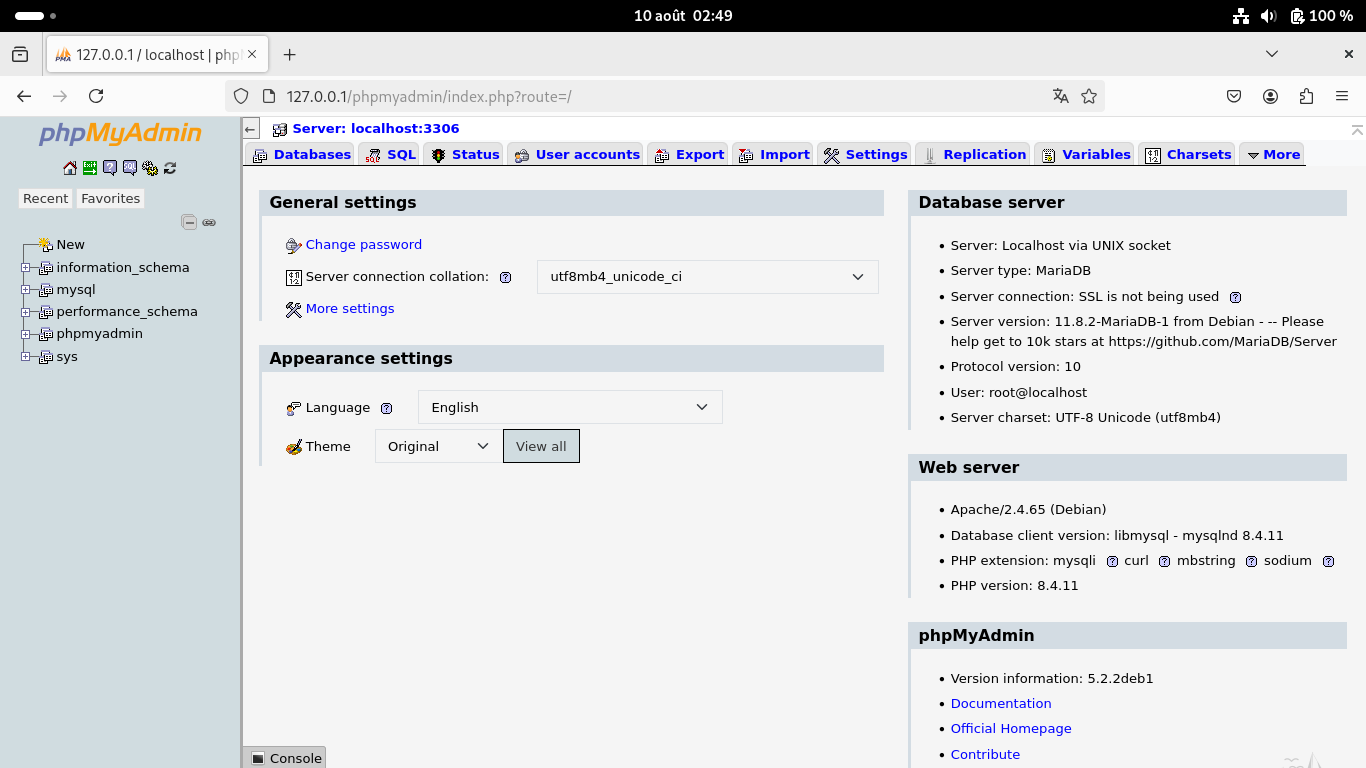 10 août 02:49
100 %
127.0.0.1 / localhost | php
127.0.0.1/phpmyadmin/index.php?route=/
phpMyAdmin
Recent
Favorites
New
information_schema
mysql
performance_schema
phpmyadmin
sys
Server: localhost:3306
Databases
SQL
Status
User accounts
Export
Import
Settings
Replication
Variables
Charsets
More
General settings
Change password
Server connection collation:
utf8mb4_unicode_ci
More settings
Appearance settings
Language
English
Theme
Original
View all
Database server
Server: Localhost via UNIX socket
Server type: MariaDB
Server connection: SSL is not being used
Server version: 11.8.2-MariaDB-1 from Debian - -- Please
help get to 10k stars at https://github.com/MariaDB/Server
Protocol version: 10
User: root@localhost
Server charset: UTF-8 Unicode (utf8mb4)
Web server
Apache/2.4.65 (Debian)
Database client version: libmysql - mysqlnd 8.4.11
PHP extension: mysqli curl mbstring sodium
PHP version: 8.4.11
phpMyAdmin
Version information: 5.2.2deb1
Documentation
Official Homepage
Contribute
Console